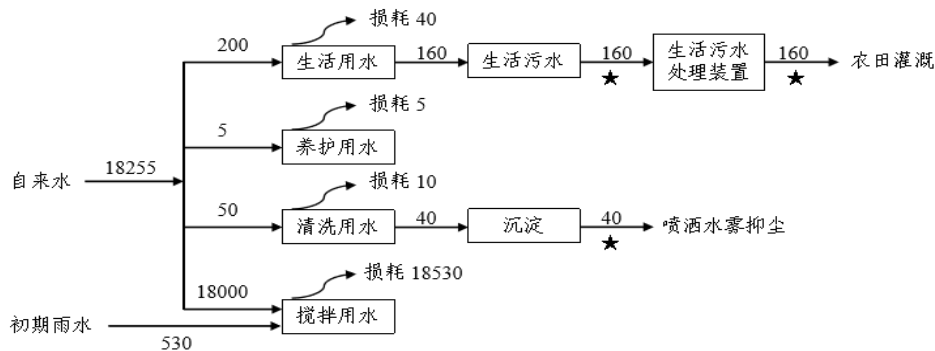 损耗 40
200
生活用水
160
生活污水
160
★
生活污水
处理装置
160
★
农田灌溉
损耗 5
5
养护用水
自来水
18255
损耗 10
50
清洗用水
40
沉淀
40
★
喷洒水雾抑尘
损耗 18530
18000
搅拌用水
初期雨水
530